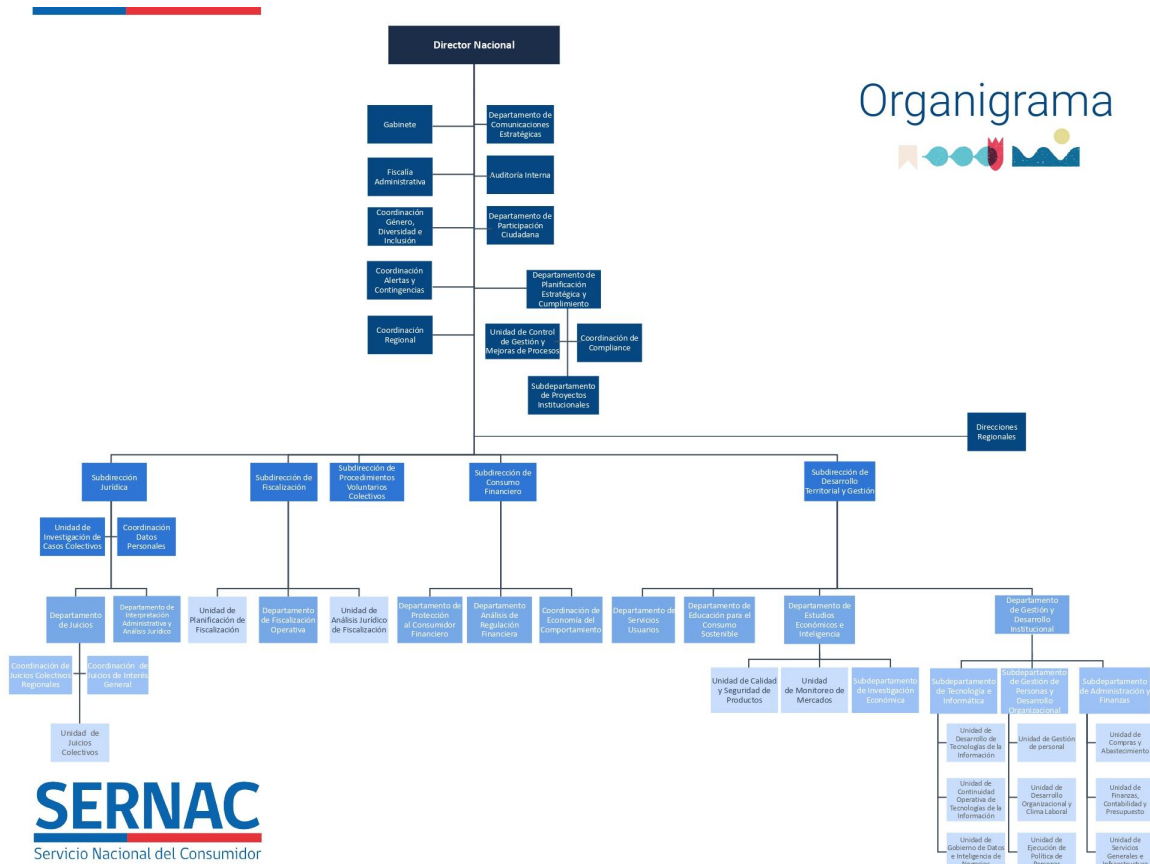 Director Nacional
Organigrama
Gabinete
Departamento de
Comunicaciones
Estratégicas
Fiscalía
Administrativa
Auditoría Interna
Coordinación
Género,
Diversidad e
Inclusión
Departamento de
Participación
Ciudadana
Coordinación
Alertas y
Contingencias
Departamento de
Planificación
Estratégica y
Cumplimiento
Coordinación
Regional
Unidad de Control
de Gestión y
Mejoras de Procesos
Coordinación de
Compliance
Subdepartamento
de Proyectos
Institucionales
Direcciones
Regionales
Subdirección
Jurídica
Subdirección de
Fiscalización
Subdirección de
Procedimientos
Voluntarios
Colectivos
Subdirección de
Consumo
Financiero
Subdirección de
Desarrollo
Territorial y Gestión
Unidad de
Investigación de
Casos Colectivos
Coordinación
Datos
Personales
Departamento
de Juicios
Departamento de
Interpretación
Administrativa y
Análisis Jurídico
Unidad de
Planificación de
Fiscalización
Departamento
de Fiscalización
Operativa
Unidad de
Análisis Jurídico
de Fiscalización
Departamento de
Protección
al Consumidor
Financiero
Departamento
Análisis de
Regulación
Financiera
Coordinación de
Economía del
Comportamiento
Departamento de
Servicios
Usuarios
Departamento de
Educación para el
Consumo
Sostenible
Departamento de
Estudios
Económicos e
Inteligencia
Departamento
de Gestión y
Desarrollo
Institucional
Coordinación de
Juicios Colectivos
Regionales
Coordinación de
Juicios de Interés
General
Unidad de
Juicios
Colectivos
Unidad de Calidad
y Seguridad de
Productos
Unidad
de Monitoreo de
Mercados
Subdepartamento
de Investigación
Económica
Subdepartamento
de Tecnología e
Informática
Subdepartamento
de Gestión de
Personas y
Desarrollo
Organizacional
Subdepartamento
de Administración y
Finanzas
Unidad de
Desarrollo de
Tecnologías de la
Información
Unidad de Gestión
de personal
Unidad de
Compras y
Abastecimiento
Unidad de
Continuidad
Operativa de
Tecnologías de la
Información
Unidad de
Desarrollo
Organizacional y
Clima Laboral
Unidad de
Finanzas,
Contabilidad y
Presupuesto
Unidad de
Gobierno de Datos
e Inteligencia de
Unidad de
Ejecución de
Política de
Unidad de
Servicios
Generales e
SERNAC
Servicio Nacional del Consumidor